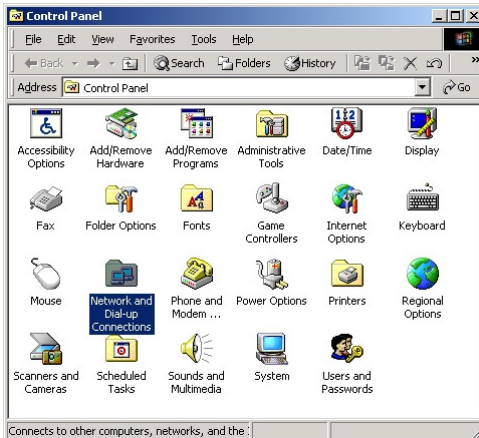 Control Panel
File Edit View Favorites Tools Help
Back Search Folders History »
Address Control Panel Go
Accessibility Options
Add/Remove Hardware
Add/Remove Programs
Administrative Tools
Date/Time
Display
Fax
Folder Options
Fonts
Game Controllers
Internet Options
Keyboard
Mouse
Network and Dial-up Connections
Phone and Modem ...
Power Options
Printers
Regional Options
Scanners and Cameras
Scheduled Tasks
Sounds and Multimedia
System
Users and Passwords
Connects to other computers, networks, and the